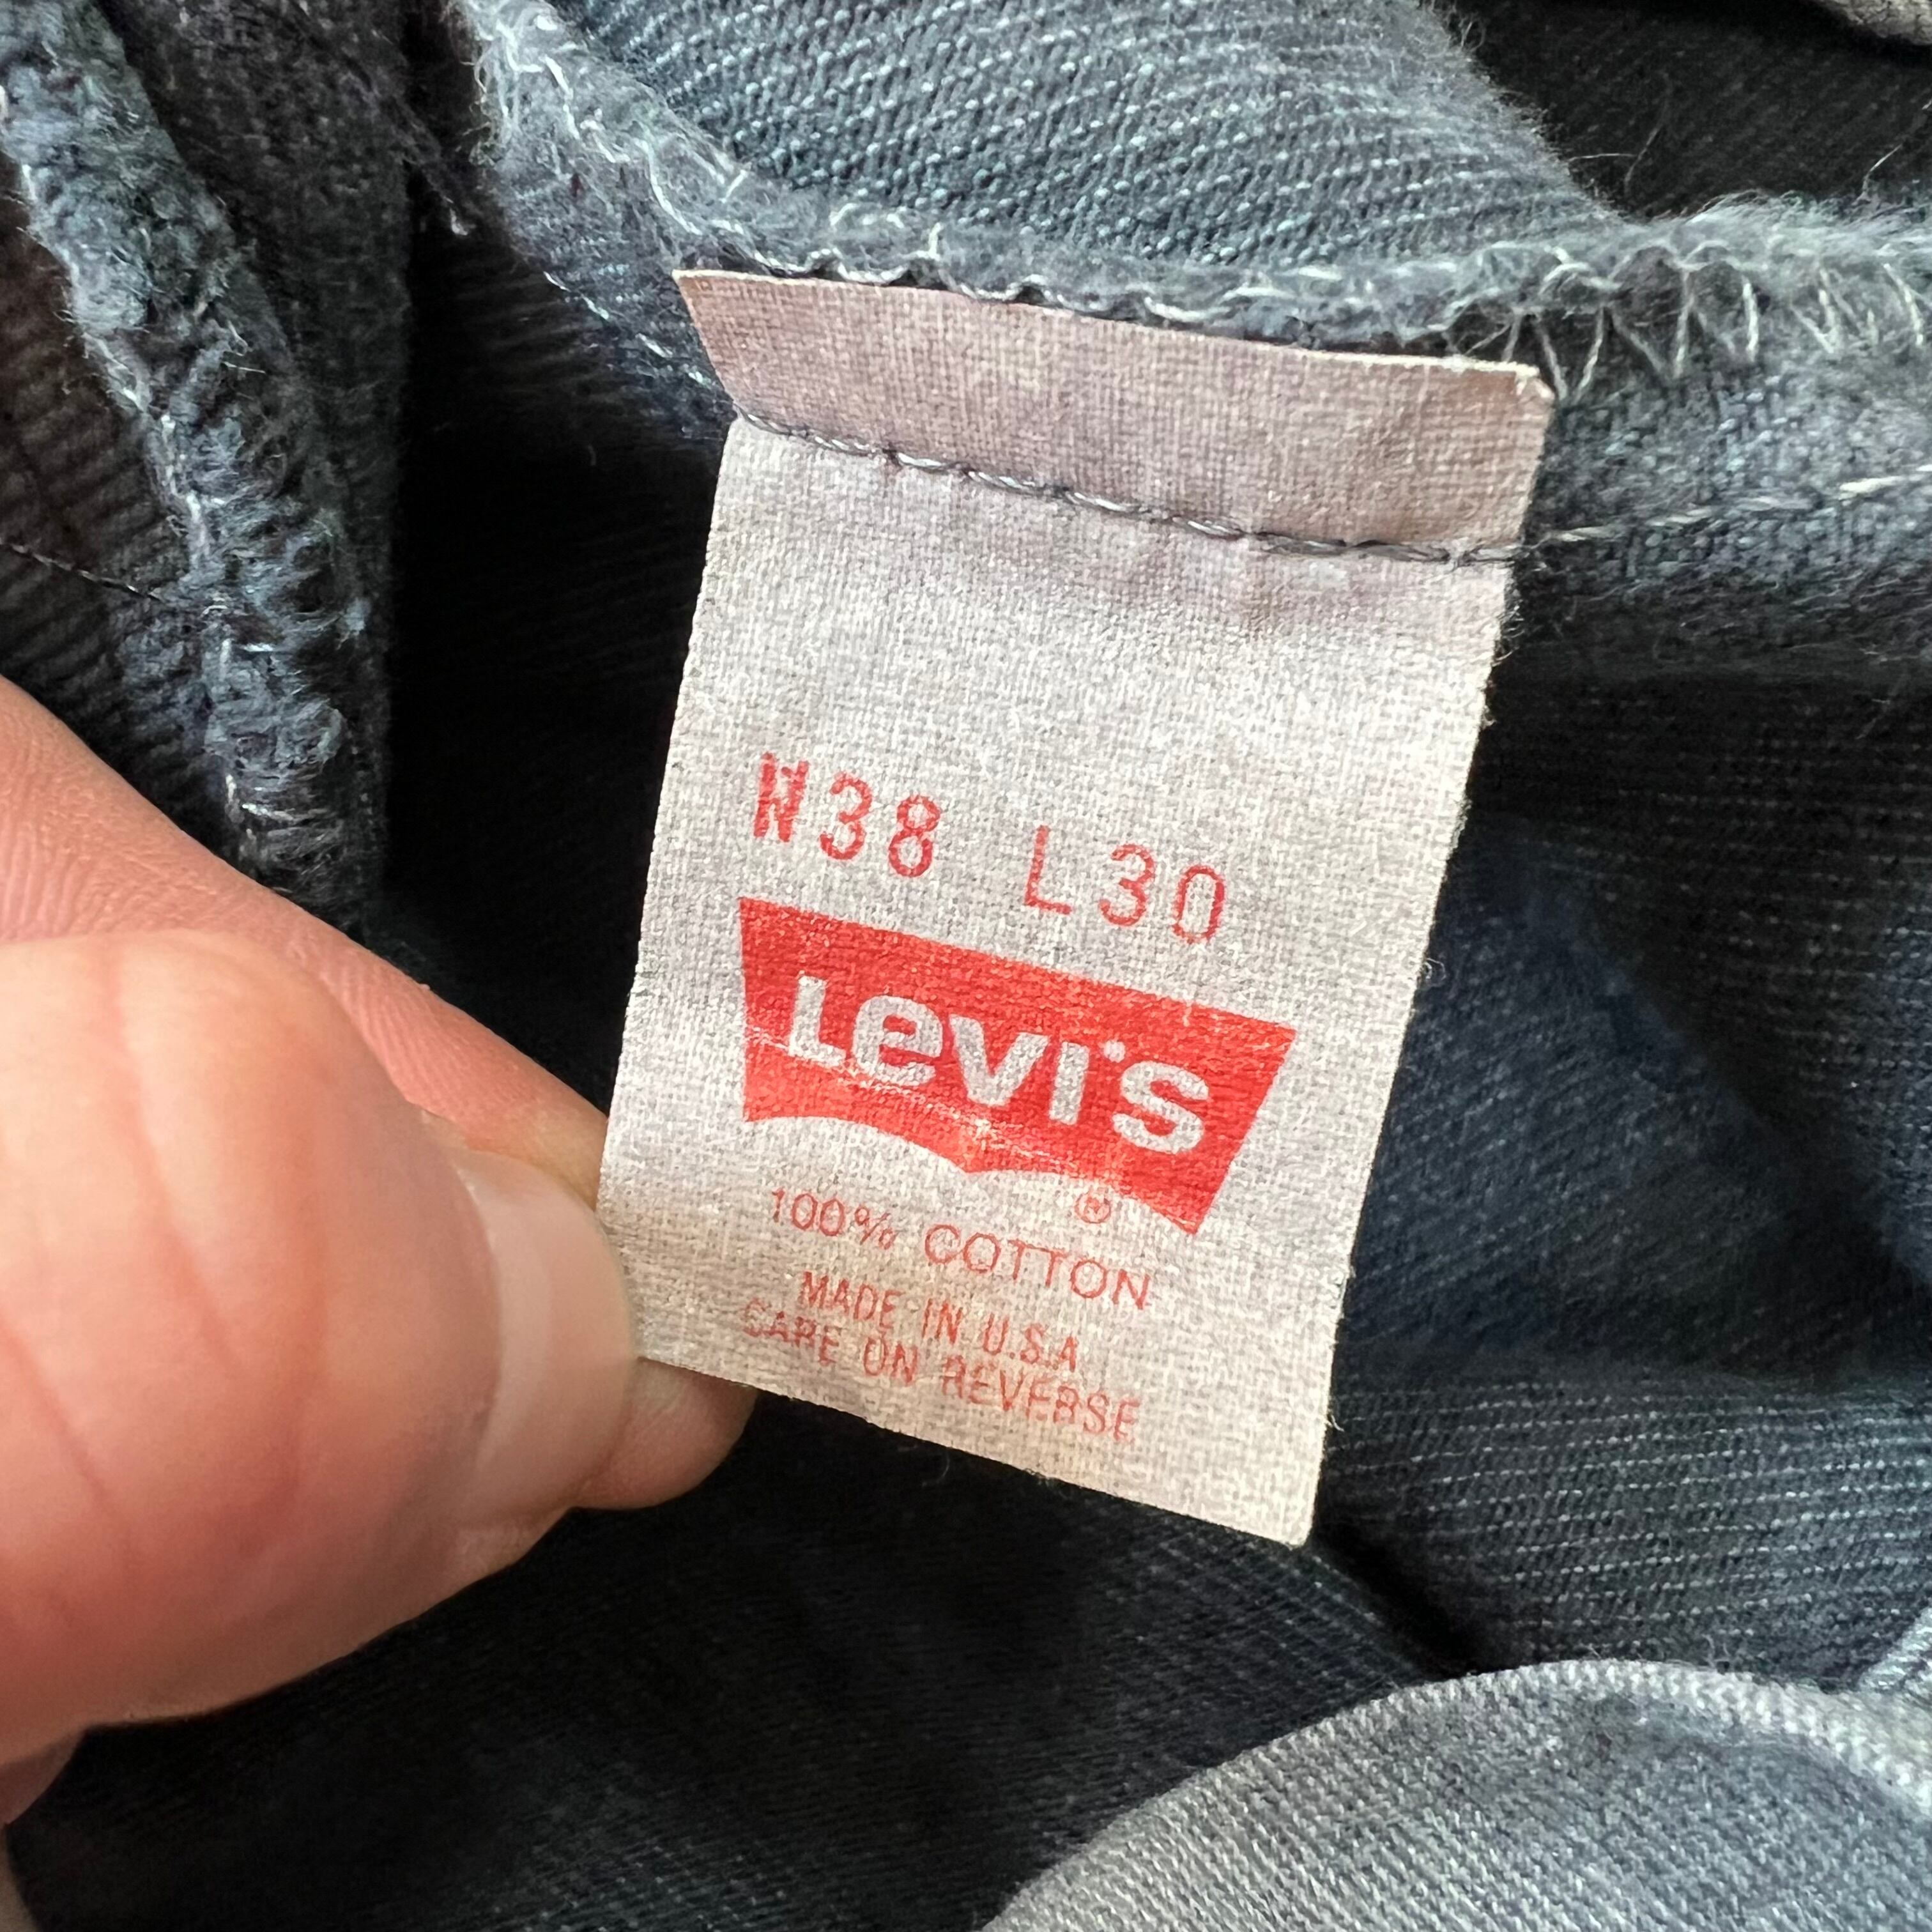 W38 L30
Levi's
®
100% COTTON
MADE IN U.S.A
CARE ON REVERSE